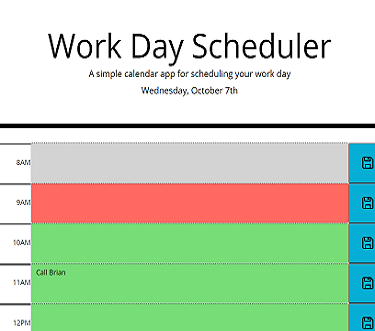 Work Day Scheduler
A simple calendar app for scheduling your work day
Wednesday, October 7th
8AM
9AM
10AM
11AM Call Brian
12PM